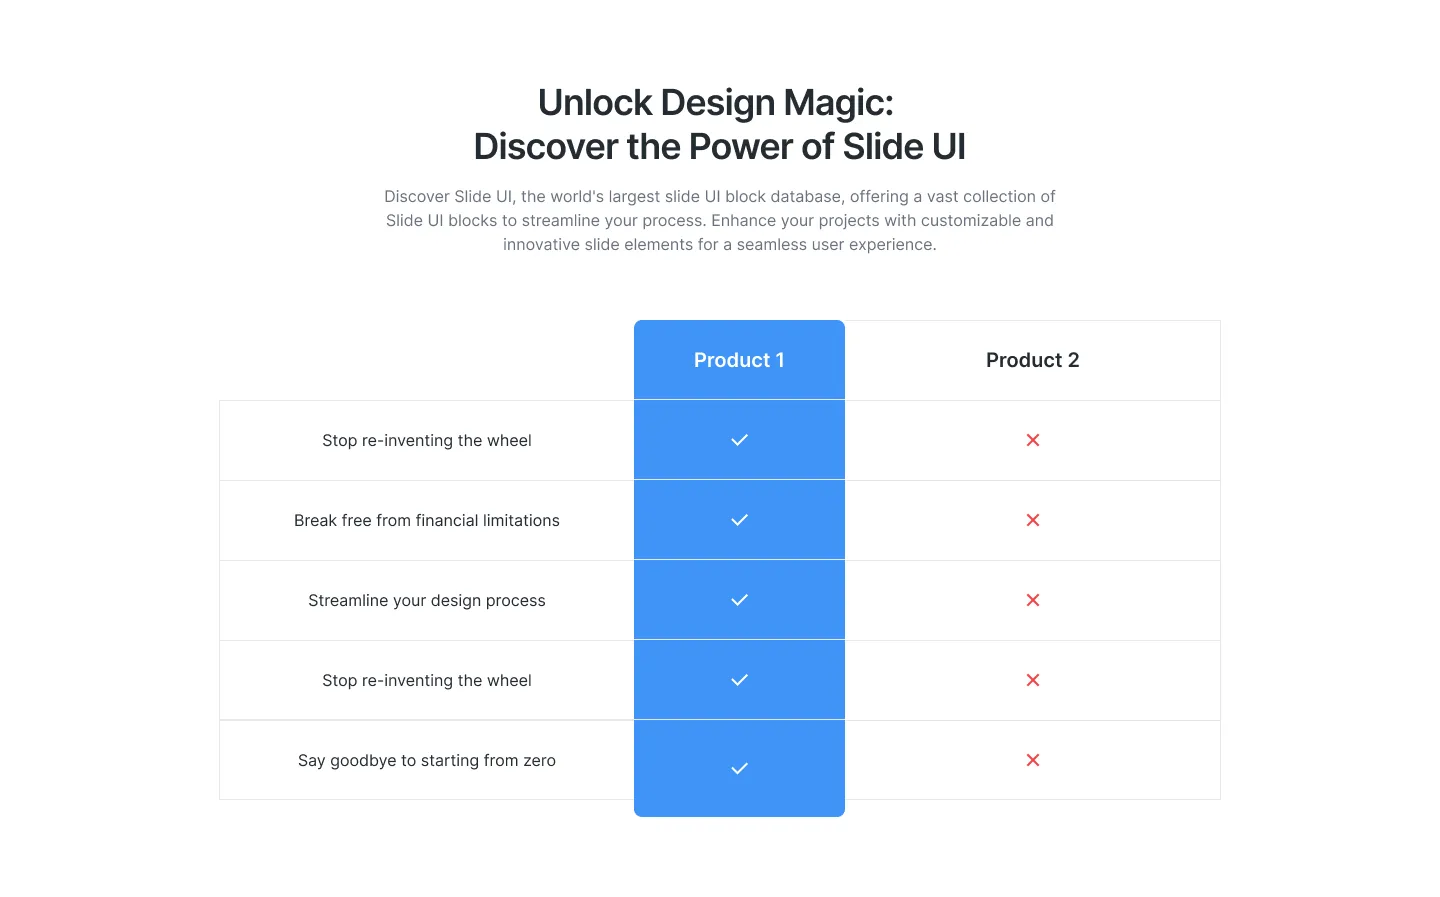 Unlock Design Magic:
Discover the Power of Slide UI
Discover Slide UI, the world's largest slide UI block database, offering a vast collection of
Slide UI blocks to streamline your process. Enhance your projects with customizable and
innovative slide elements for a seamless user experience.
Product 1
Product 2
Stop re-inventing the wheel
Break free from financial limitations
Streamline your design process
Stop re-inventing the wheel
Say goodbye to starting from zero